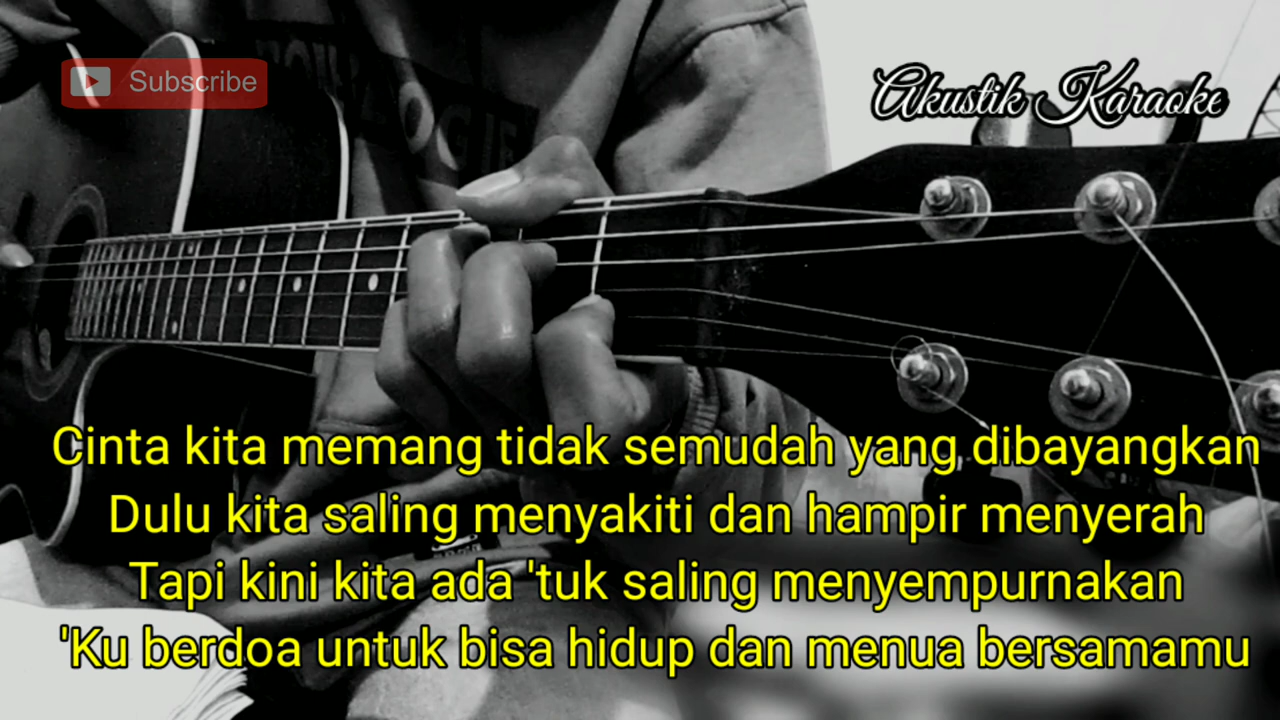 Subscribe
Akustik Karaoke
Cinta kita memang tidak semudah yang dibayangkan
Dulu kita saling menyakiti dan hampir menyerah
Tapi kini kita ada 'tuk saling menyempurnakan
'Ku berdoa untuk bisa hidup dan menua bersamamu